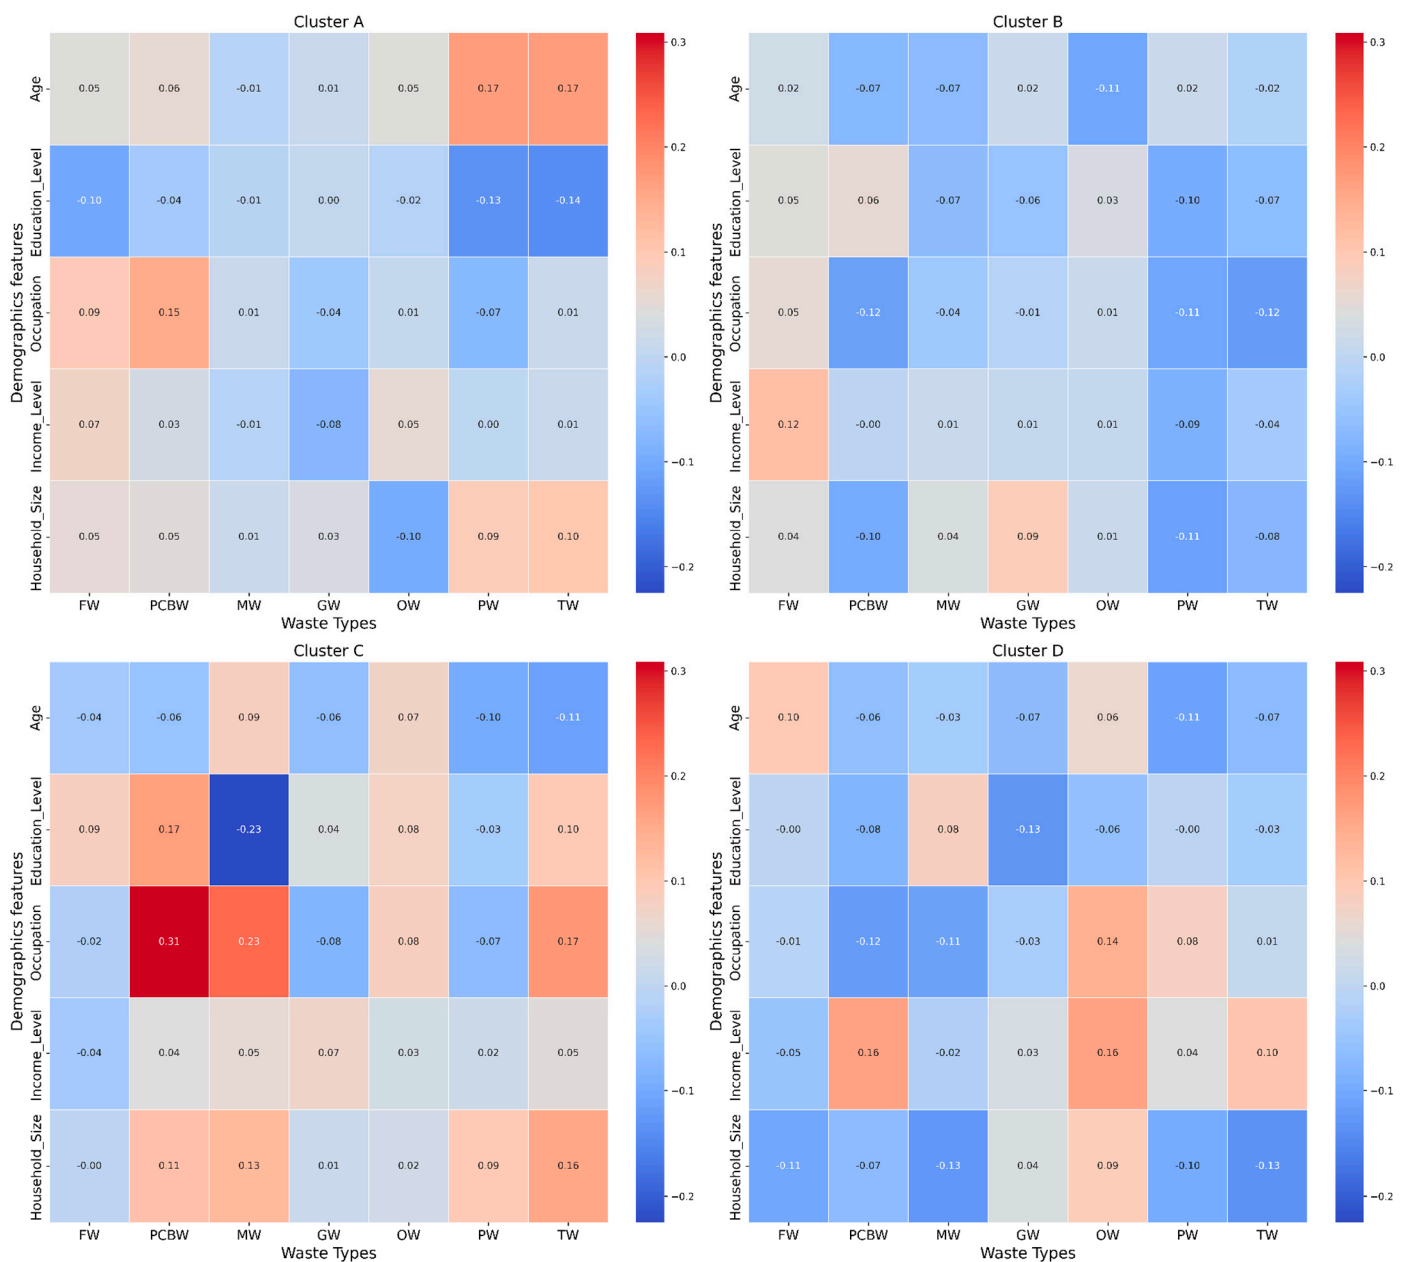 Cluster A
Demographics features
Age
0.05 0.06 -0.01 0.01 0.05 0.17 0.17
Education_Level
-0.10 -0.04 -0.01 0.00 -0.02 -0.13 -0.14
Occupation
0.09 0.15 0.01 -0.04 0.01 -0.07 0.01
Income_Level
0.07 0.03 -0.01 -0.08 0.05 0.00 0.01
Household_Size
0.05 0.05 0.01 0.03 -0.10 0.09 0.10
FW PCBW MW GW OW PW TW
Waste Types
0.3
0.2
0.1
0.0
−0.1
−0.2
Cluster B
Demographics features
Age
0.02 -0.07 -0.07 0.02 -0.11 0.02 -0.02
Education_Level
0.05 0.06 -0.07 -0.06 0.03 -0.10 -0.07
Occupation
0.05 -0.12 -0.04 -0.01 0.01 -0.11 -0.12
Income_Level
0.12 -0.00 0.01 0.01 0.01 -0.09 -0.04
Household_Size
0.04 -0.10 0.04 0.09 0.01 -0.11 -0.08
FW PCBW MW GW OW PW TW
Waste Types
0.3
0.2
0.1
0.0
−0.1
−0.2
Cluster C
Demographics features
Age
-0.04 -0.06 0.09 -0.06 0.07 -0.10 -0.11
Education_Level
0.09 0.17 -0.23 0.04 0.08 -0.03 0.10
Occupation
-0.02 0.31 0.23 -0.08 0.08 -0.07 0.17
Income_Level
-0.04 0.04 0.05 0.07 0.03 0.02 0.05
Household_Size
-0.00 0.11 0.13 0.01 0.02 0.09 0.16
FW PCBW MW GW OW PW TW
Waste Types
0.3
0.2
0.1
0.0
−0.1
−0.2
Cluster D
Demographics features
Age
0.10 -0.06 -0.03 -0.07 0.06 -0.11 -0.07
Education_Level
-0.00 -0.08 0.08 -0.13 -0.06 -0.00 -0.03
Occupation
-0.01 -0.12 -0.11 -0.03 0.14 0.08 0.01
Income_Level
-0.05 0.16 -0.02 0.03 0.16 0.04 0.10
Household_Size
-0.11 -0.07 -0.13 0.04 0.09 -0.10 -0.13
FW PCBW MW GW OW PW TW
Waste Types
0.3
0.2
0.1
0.0
−0.1
−0.2